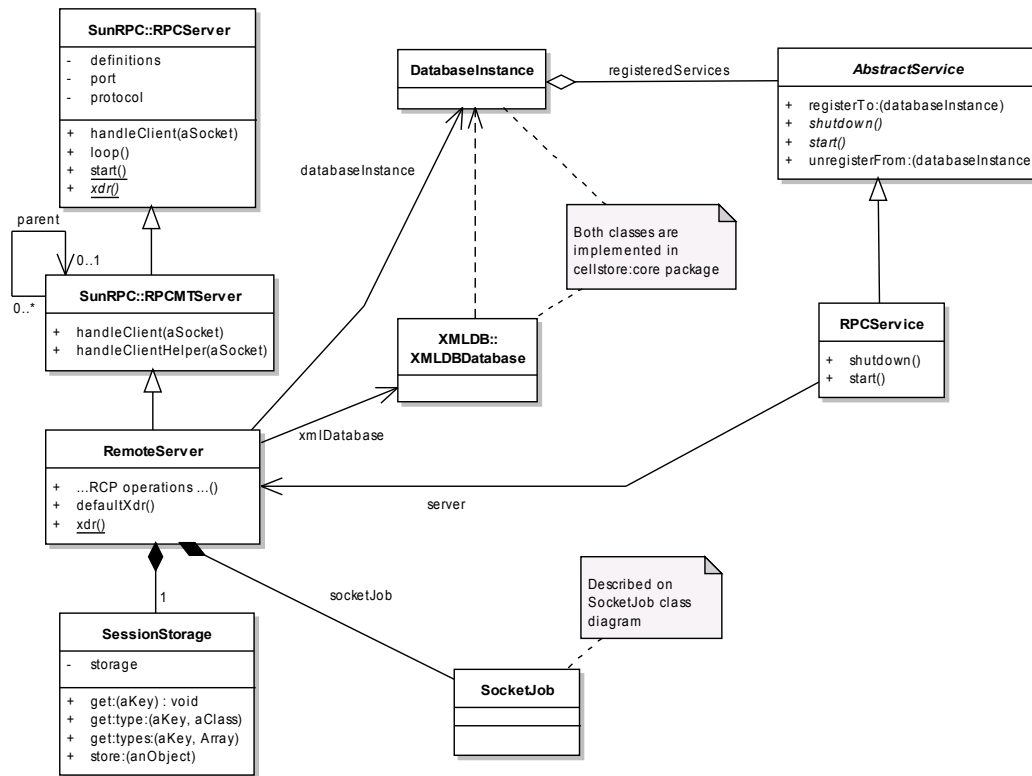 SunRPC::RPCServer
- definitions
- port
- protocol
+ handleClient(aSocket)
+ loop()
+ start()
+ xdr()
parent
0..1
0..*
SunRPC::RPCMTServer
+ handleClient(aSocket)
+ handleClientHelper(aSocket)
RemoteServer
+ ...RCP operations ...()
+ defaultXdr()
+ xdr()
1
SessionStorage
- storage
+ get:(aKey) : void
+ get:type:(aKey, aClass)
+ get:types:(aKey, Array)
+ store:(anObject)
DatabaseInstance
registeredServices
AbstractService
+ registerTo:(databaseInstance)
+ shutdown()
+ start()
+ unregisterFrom:(databaseInstance
databaseInstance
Both classes are
implemented in
cellstore:core package
XMLDB::
XMLDBDatabase
xmlDatabase
RPCService
+ shutdown()
+ start()
server
socketJob
Described on
SocketJob class
diagram
SocketJob